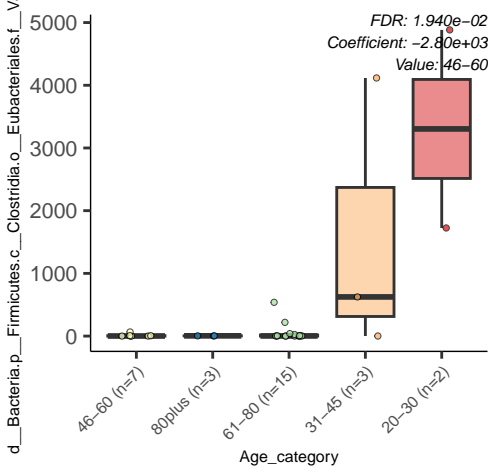 d__Bacteria.p__Firmicutes.c__Clostridia.o__Eubacteriales.f__V
FDR: 1.940e−02
Coefficient: −2.80e+03
Value: 46−60
5000
4000
3000
2000
1000
0
46−60 (n=7)
80plus (n=3)
61−80 (n=15)
31−45 (n=3)
20−30 (n=2)
Age_category